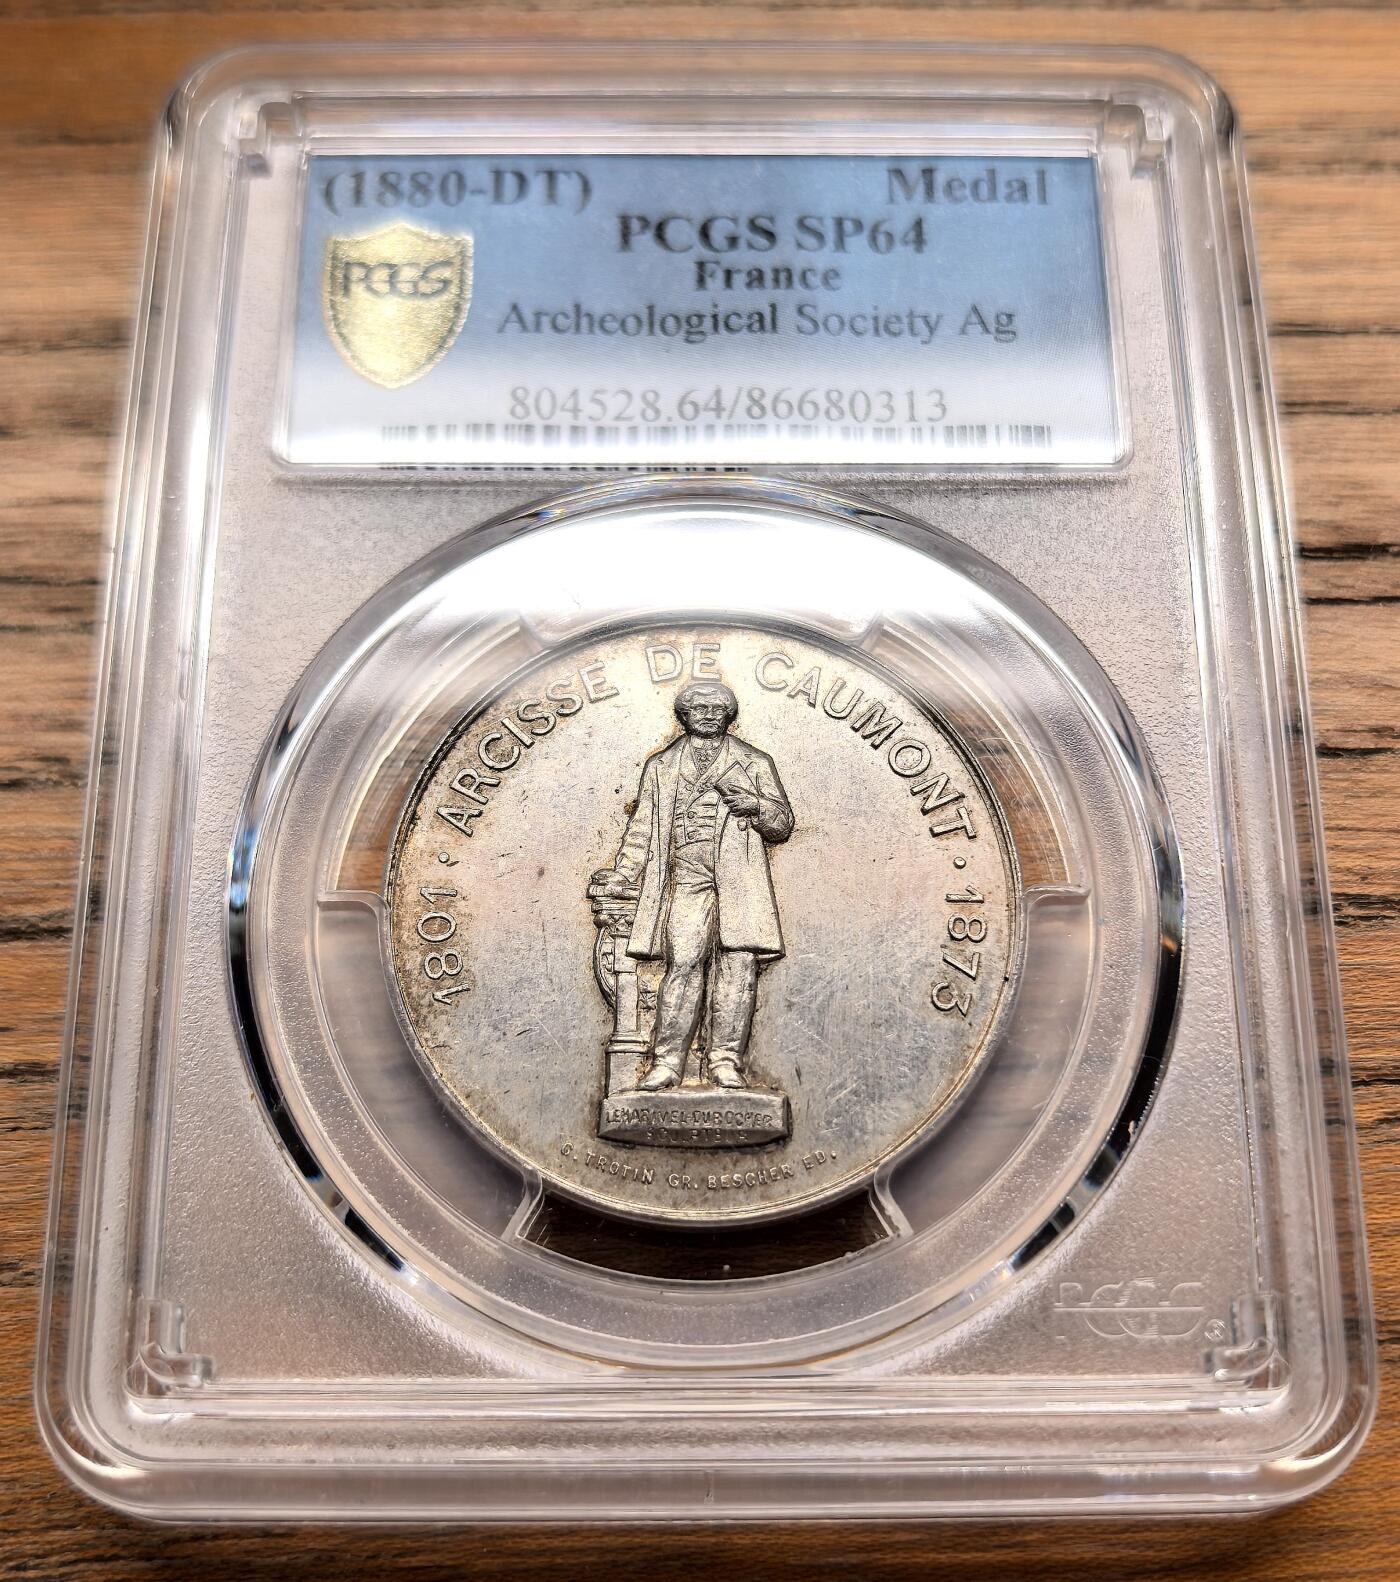 (1880-DT) Medal
PCGS SP64
France
Archeological Society Ag
804528.64/86680313
PCGS
1801 · ARCISSE DE CAUMONT · 1873
LEHARIVEL-DUROCHER
SCULPTEUR
G. TROTIN GR. BESCHER ED.
PCGS